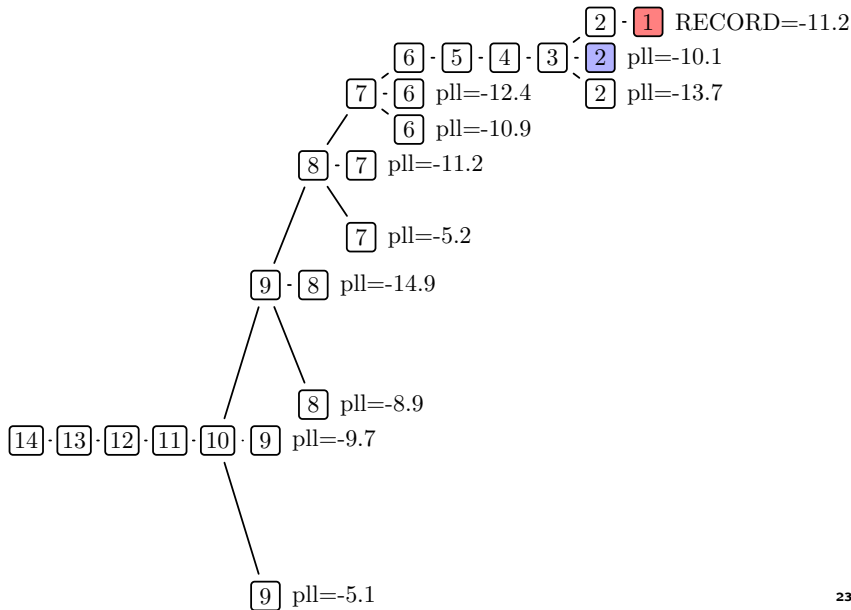 2 1 RECORD=-11.2
6 5 4 3 2 pll=-10.1
7 6 pll=-12.4 2 pll=-13.7
6 pll=-10.9
8 7 pll=-11.2
7 pll=-5.2
9 8 pll=-14.9
8 pll=-8.9
14 13 12 11 10 9 pll=-9.7
9 pll=-5.1
23